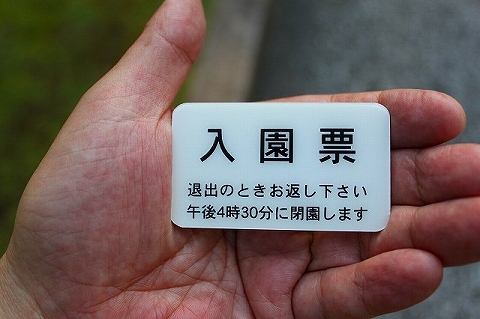 入園票
退出のときお返し下さい
午後4時30分に閉園します